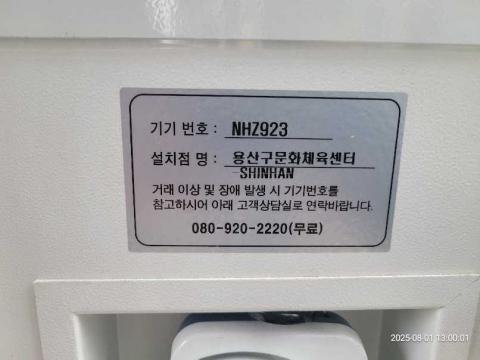 기기 번호 : NHZ923
설치점 명 : 용산구문화체육센터
-SHINHAN
거래 이상 및 장애 발생 시 기기번호를
참고하시어 아래 고객상담실로 연락바랍니다.
080-920-2220(무료)
2025-08-01 13:00:01